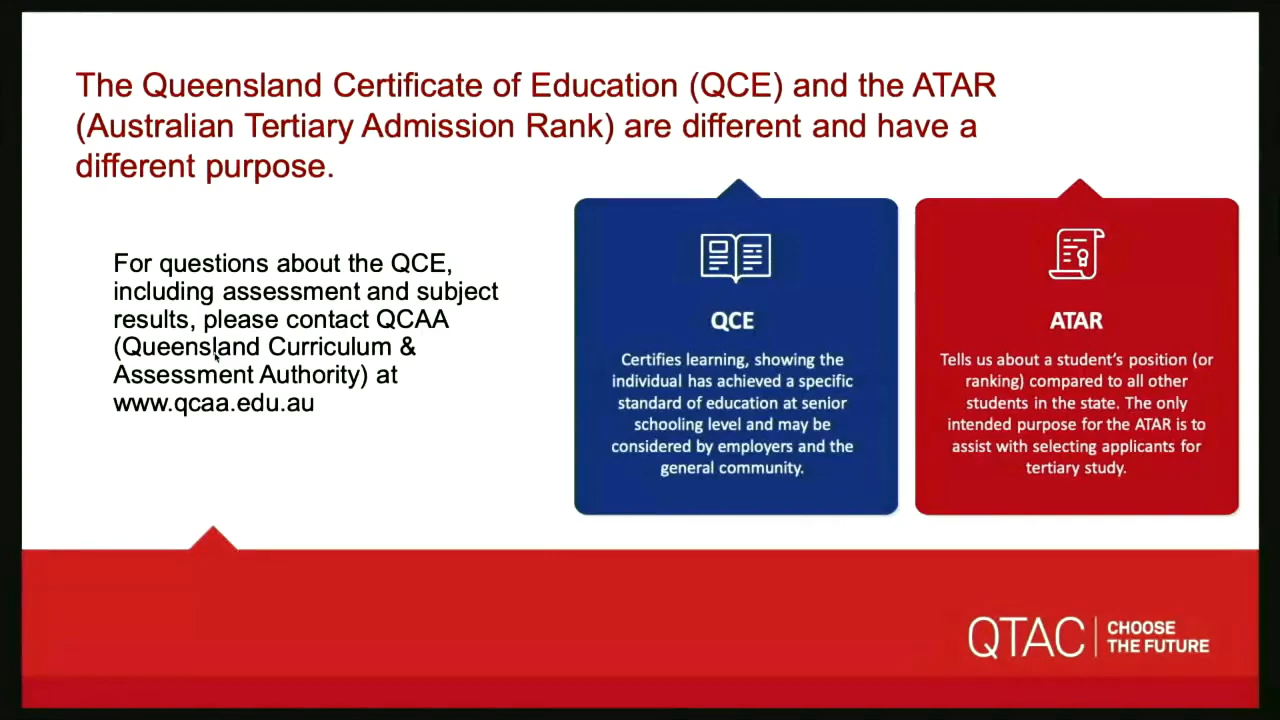 The Queensland Certificate of Education (QCE) and the ATAR
(Australian Tertiary Admission Rank) are different and have a
different purpose.
For questions about the QCE,
including assessment and subject
results, please contact QCAA
(Queensland Curriculum &
Assessment Authority) at
www.qcaa.edu.au
QCE
Certifies learning, showing the
individual has achieved a specific
standard of education at senior
schooling level and may be
considered by employers and the
general community.
ATAR
Tells us about a student's position (or
ranking) compared to all other
students in the state. The only
intended purpose for the ATAR is to
assist with selecting applicants for
tertiary study.
QTAC
CHOOSE
THE FUTURE